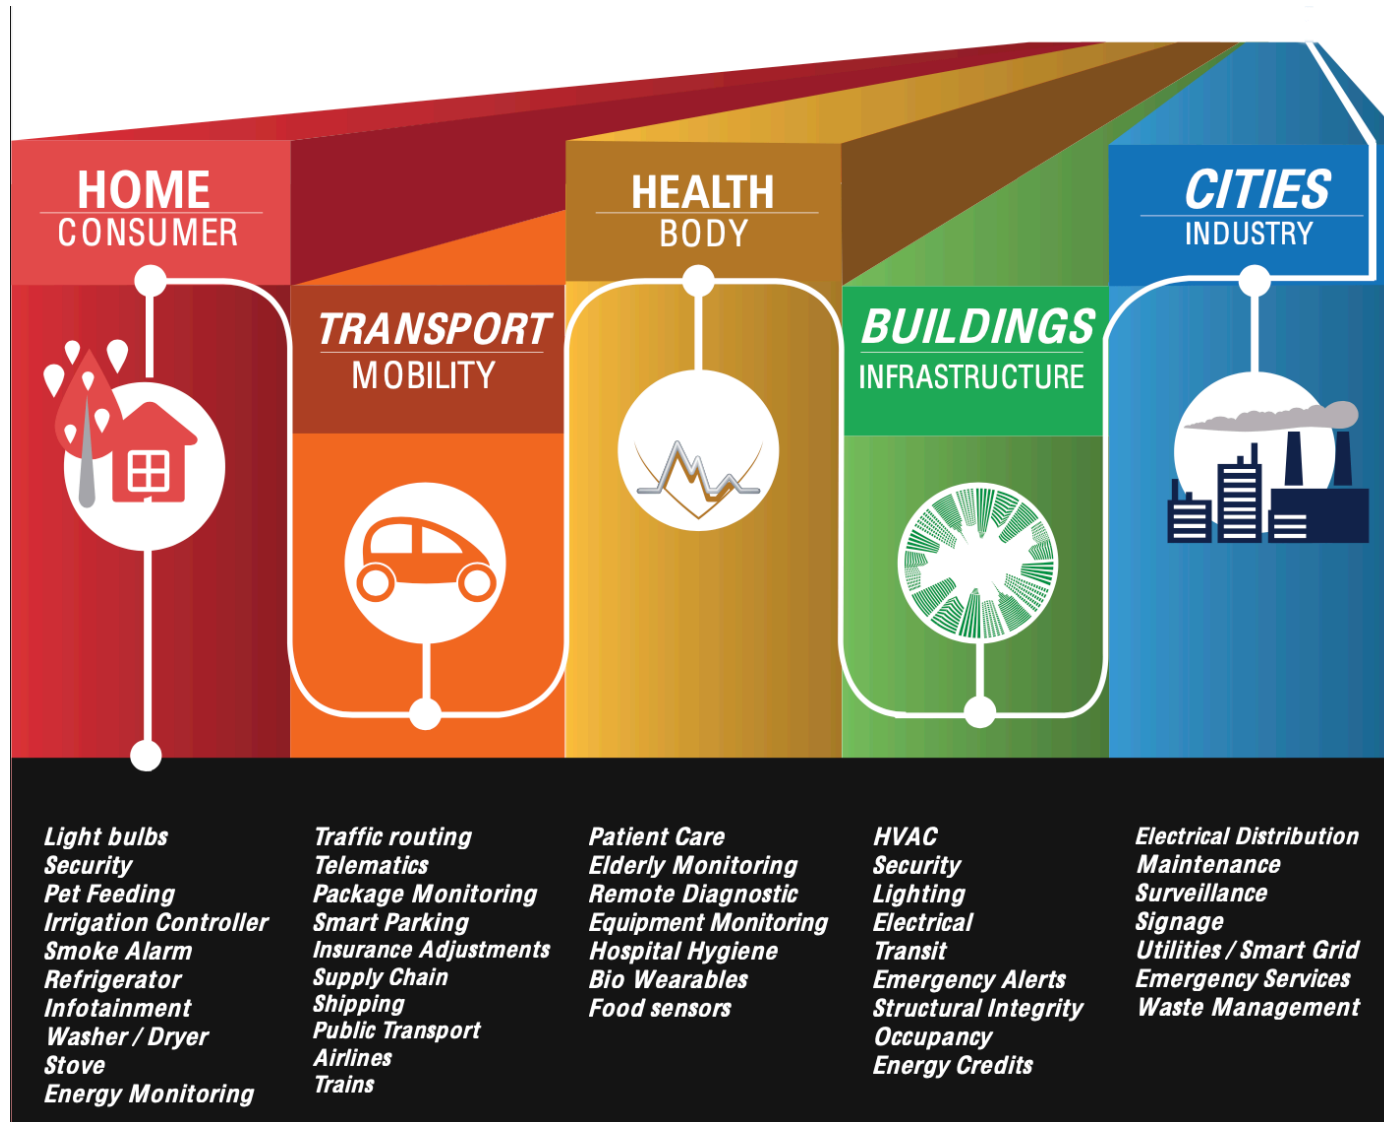 HOME
CONSUMER
TRANSPORT
MOBILITY
HEALTH
BODY
BUILDINGS
INFRASTRUCTURE
CITIES
INDUSTRY
Light bulbs
Security
Pet Feeding
Irrigation Controller
Smoke Alarm
Refrigerator
Infotainment
Washer / Dryer
Stove
Energy Monitoring
Traffic routing
Telematics
Package Monitoring
Smart Parking
Insurance Adjustments
Supply Chain
Shipping
Public Transport
Airlines
Trains
Patient Care
Elderly Monitoring
Remote Diagnostic
Equipment Monitoring
Hospital Hygiene
Bio Wearables
Food sensors
HVAC
Security
Lighting
Electrical
Transit
Emergency Alerts
Structural Integrity
Occupancy
Energy Credits
Electrical Distribution
Maintenance
Surveillance
Signage
Utilities / Smart Grid
Emergency Services
Waste Management